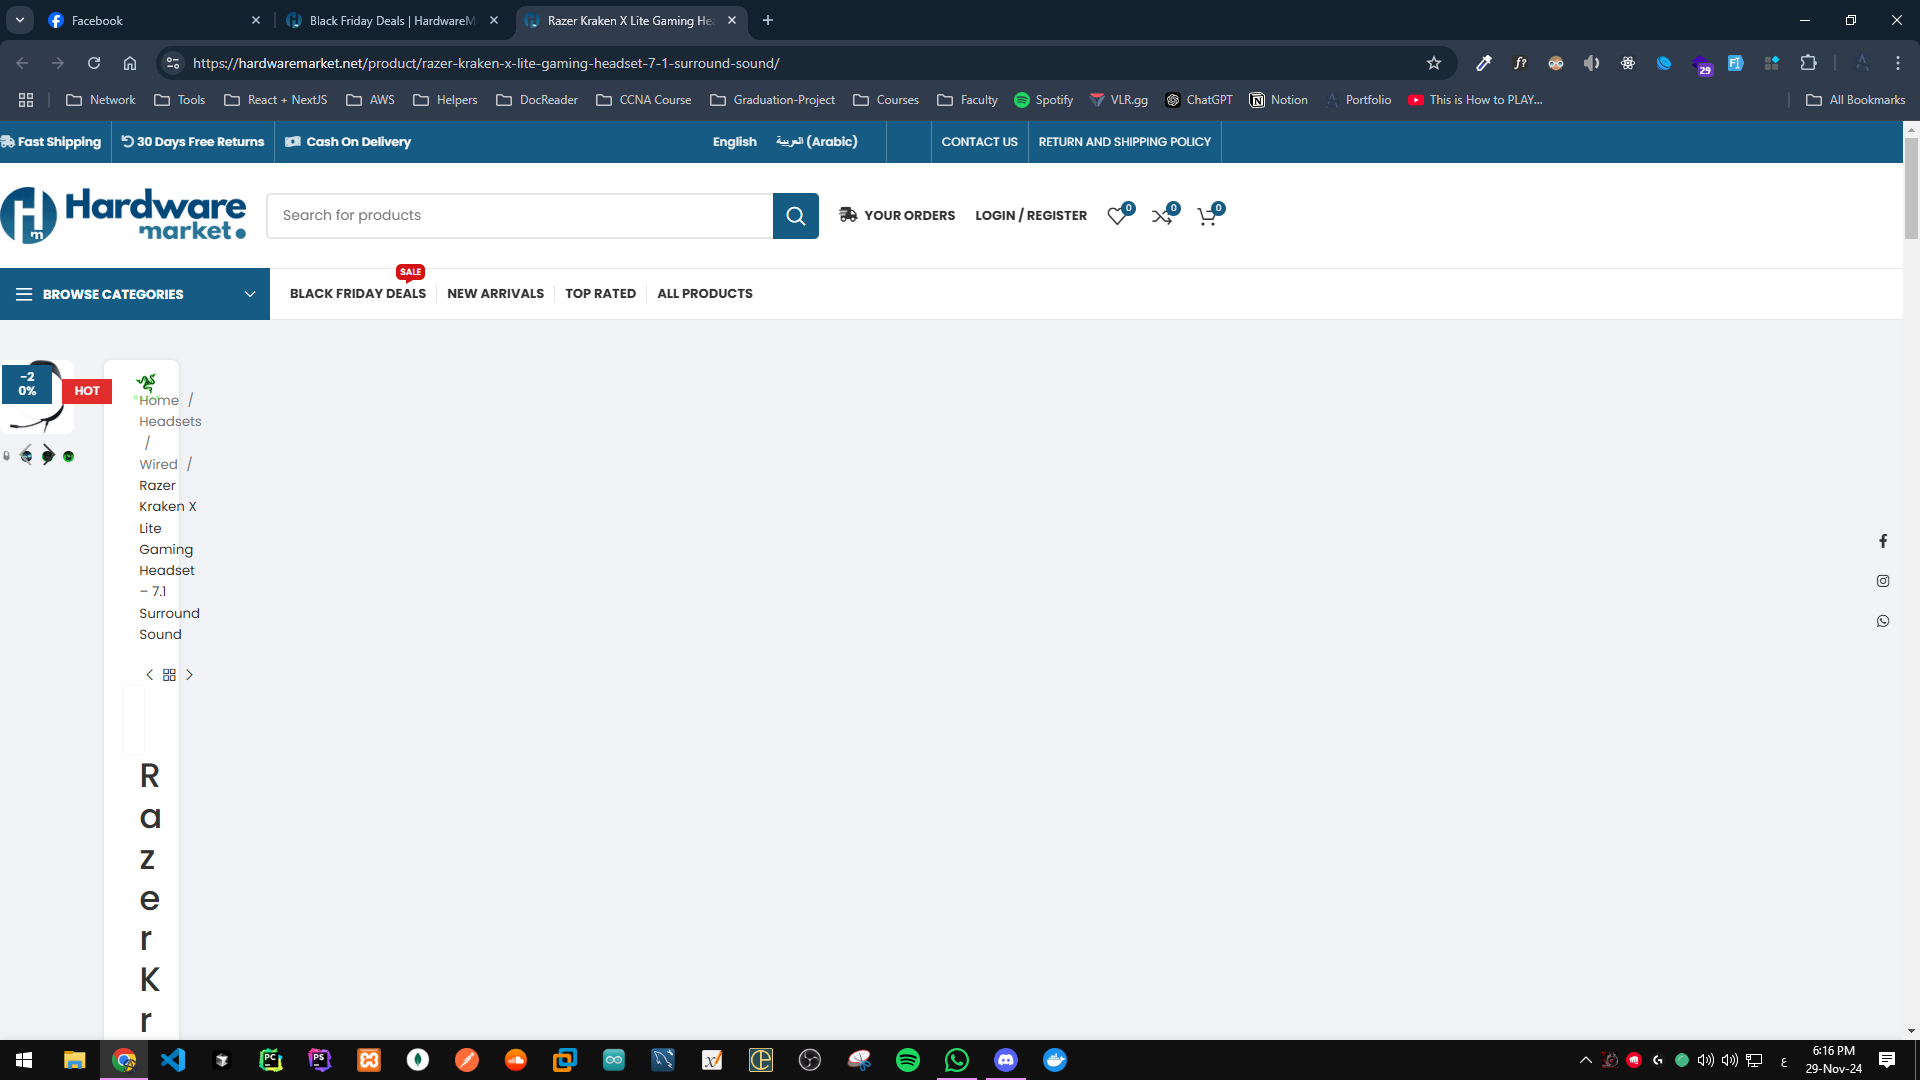 Facebook
Black Friday Deals | HardwareM
Razer Kraken X Lite Gaming Hea
https://hardwaremarket.net/product/razer-kraken-x-lite-gaming-headset-7-1-surround-sound/
f?
29
Network
Tools
React + NextJS
AWS
Helpers
DocReader
CCNA Course
Graduation-Project
Courses
Faculty
Spotify
VLR.gg
ChatGPT
Notion
Portfolio
This is How to PLAY...
All Bookmarks
Fast Shipping
30 Days Free Returns
Cash On Delivery
English
العربية (Arabic)
CONTACT US
RETURN AND SHIPPING POLICY
Hardware
market.
Search for products
YOUR ORDERS
LOGIN / REGISTER
0
0
0
BROWSE CATEGORIES
BLACK FRIDAY DEALS
SALE
NEW ARRIVALS
TOP RATED
ALL PRODUCTS
-2
0%
HOT
Home /
Headsets
/
Wired /
Razer
Kraken X
Lite
Gaming
Headset
– 7.1
Surround
Sound
R
a
z
e
r
K
r
6:16 PM
29-Nov-24
ع